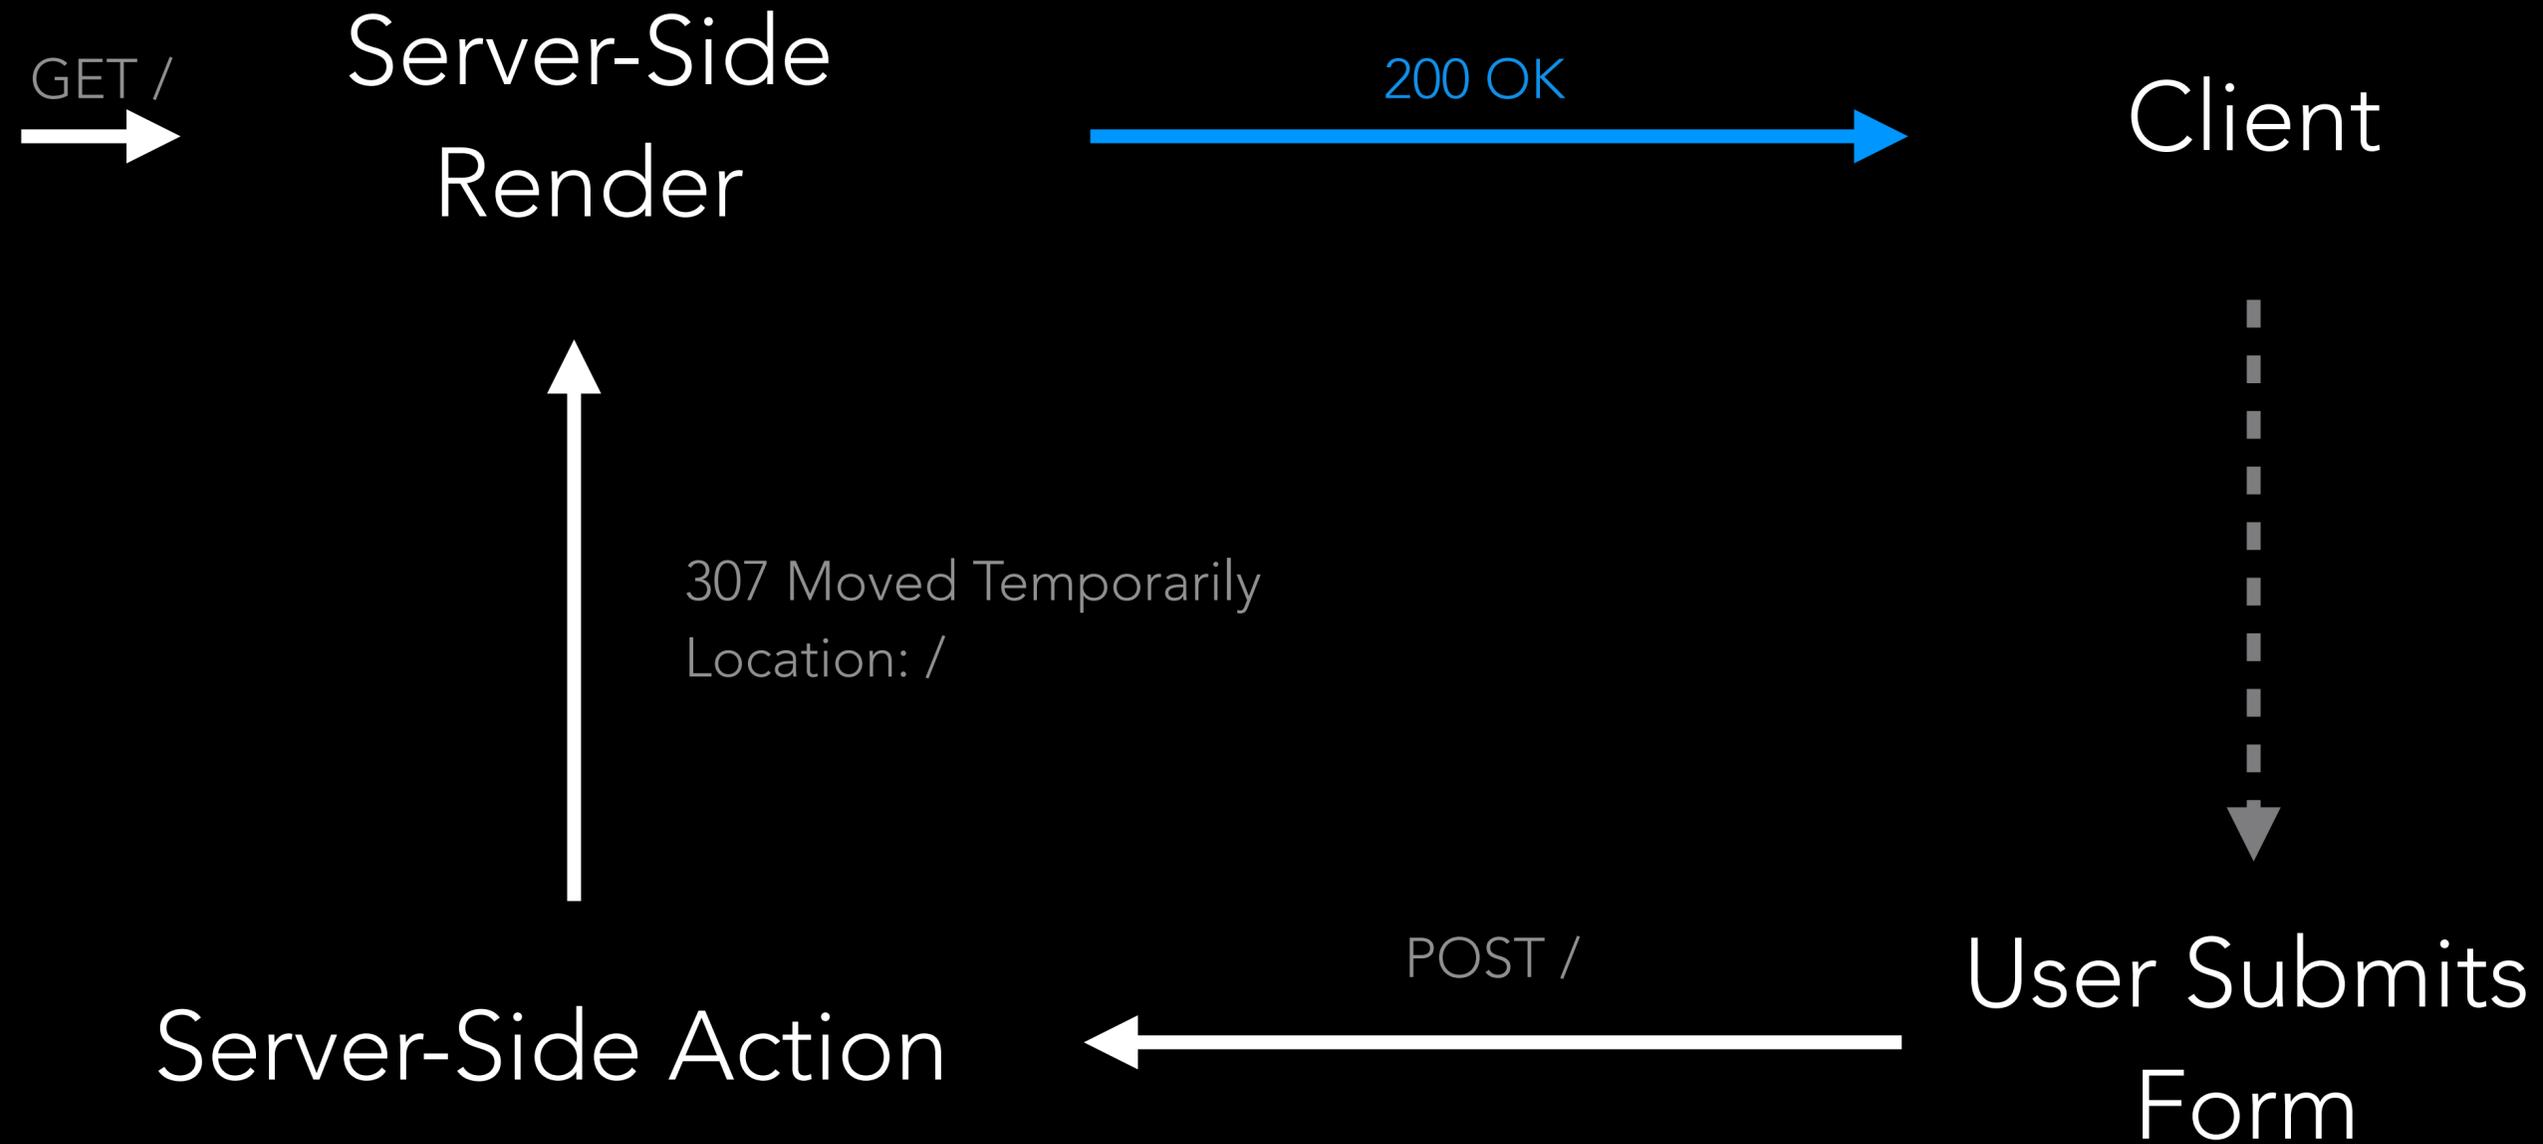 GET /
Server-Side
Render
200 OK
Client
307 Moved Temporarily
Location: /
POST /
Server-Side Action
User Submits
Form